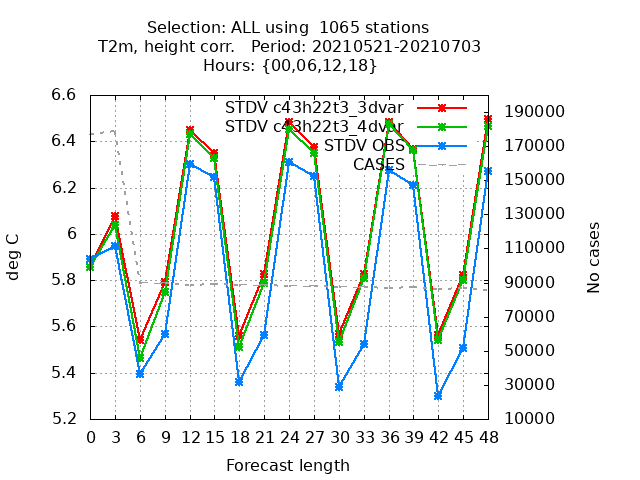 Selection: ALL using  1065 stations
T2m, height corr.   Period: 20210521-20210703
Hours: {00,06,12,18}
STDV c43h22t3_3dvar
STDV c43h22t3_4dvar
STDV OBS
CASES
6.6
6.4
6.2
6
5.8
5.6
5.4
5.2
deg C
190000
170000
150000
130000
110000
90000
70000
50000
30000
10000
No cases
0 3 6 9 12 15 18 21 24 27 30 33 36 39 42 45 48
Forecast length